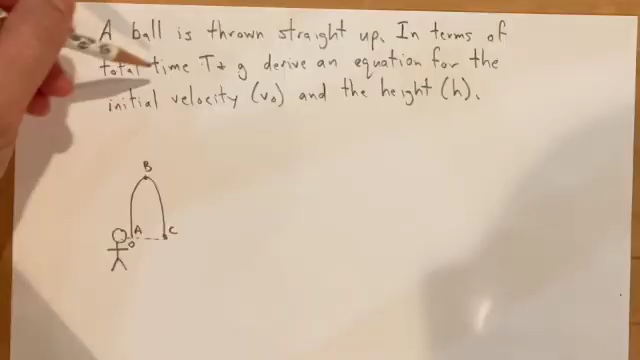 A ball is thrown straight up. In terms of
total time T + g derive an equation for the
initial velocity (v₀) and the height (h).
B
A
C